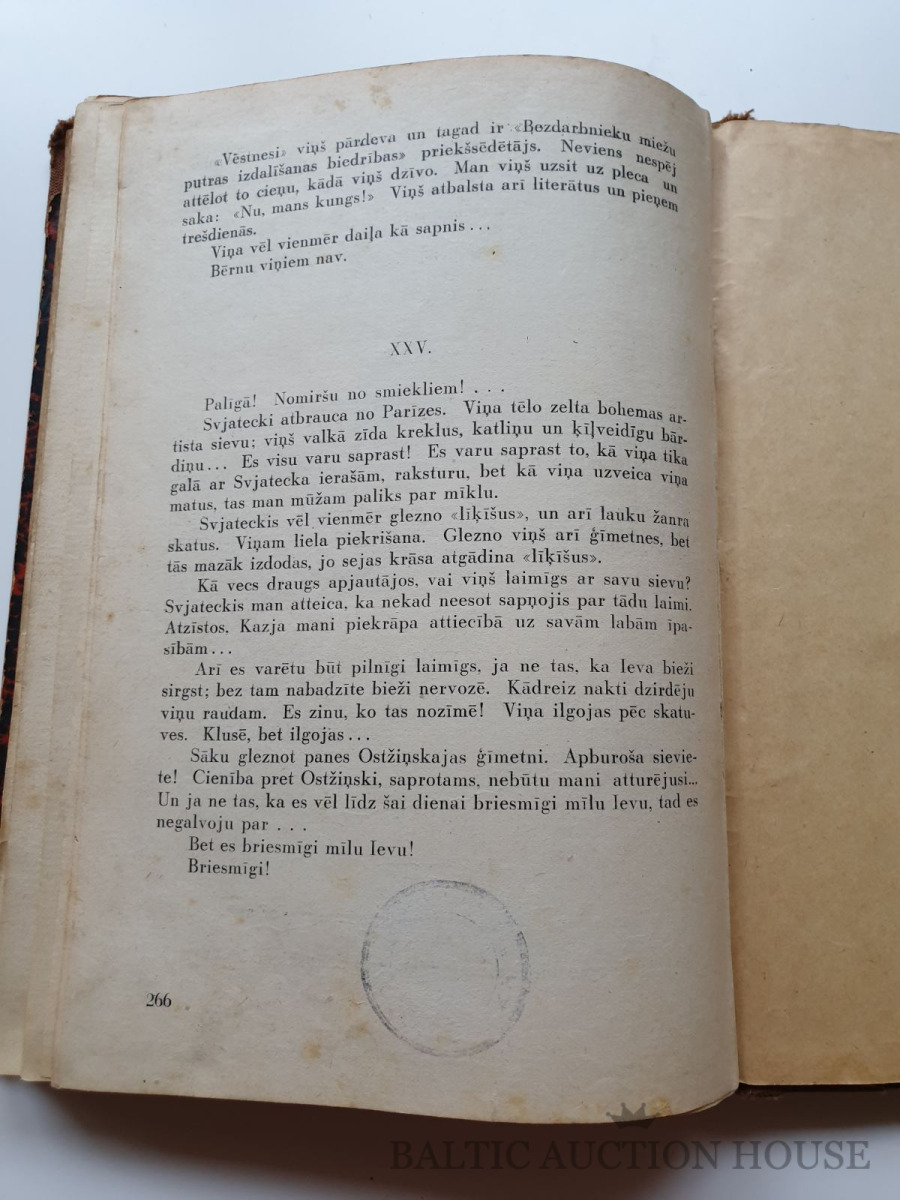 «Vēstnesi» viņš pārdeva un tagad ir «Bezdarbnieku miežu
putras izdalīšanas biedrības» priekšsēdētājs. Neviens nespēj
attēlot to cieņu, kādā viņš dzīvo. Man viņš uzsit uz pleca un
saka: «Nu, mans kungs!» Viņš atbalsta arī literātus un pieņem
trešdienās.
Viņa vēl vienmēr daiļa kā sapnis...
Bērnu viņiem nav.
XXV.
Palīgā! Nomiršu no smiekliem! . . .
Svjatecki atbrauca no Parīzes. Viņa tēlo zelta bohemas ar-
tista sievu; viņš valkā zīda kreklus, katliņu un ķīļveidīgu bār-
diņu... Es visu varu saprast! Es varu saprast to, kā viņa tika
galā ar Svjatecka ierašām, raksturu, bet kā viņa uzveica viņa
matus, tas man mūžam paliks par mīklu.
Svjateckis vēl vienmēr glezno «līķīšus», un arī lauku žanra
skatus. Viņam liela piekrišana. Glezno viņš arī ģīmetnes, bet
tās mazāk izdodas, jo sejas krāsa atgādina «līķīšus».
Kā vecs draugs apjautājos, vai viņš laimīgs ar savu sievu?
Svjateckis man atteica, ka nekad neesot sapņojis par tādu laimi.
Atzīstos, Kazja mani piekrāpa attiecībā uz savām labām īpa-
sībām...
Arī es varētu būt pilnīgi laimīgs, ja ne tas, ka Ieva bieži
sirgst; bez tam nabadzīte bieži nervozē. Kādreiz nakti dzirdēju
viņu raudam. Es zinu, ko tas nozīmē! Viņa ilgojas pēc skatu-
ves. Klusē, bet ilgojas...
Sāku gleznot panes Ostžiņskajas ģīmetni. Apburoša sievie-
te! Cienība pret Ostžiņski, saprotams, nebūtu mani atturējusi...
Un ja ne tas, ka es vēl līdz šai dienai briesmīgi mīlu Ievu, tad es
negalvoju par . . .
Bet es briesmīgi mīlu Ievu!
Briesmīgi!
266
BALTIC AUCTION HOUSE